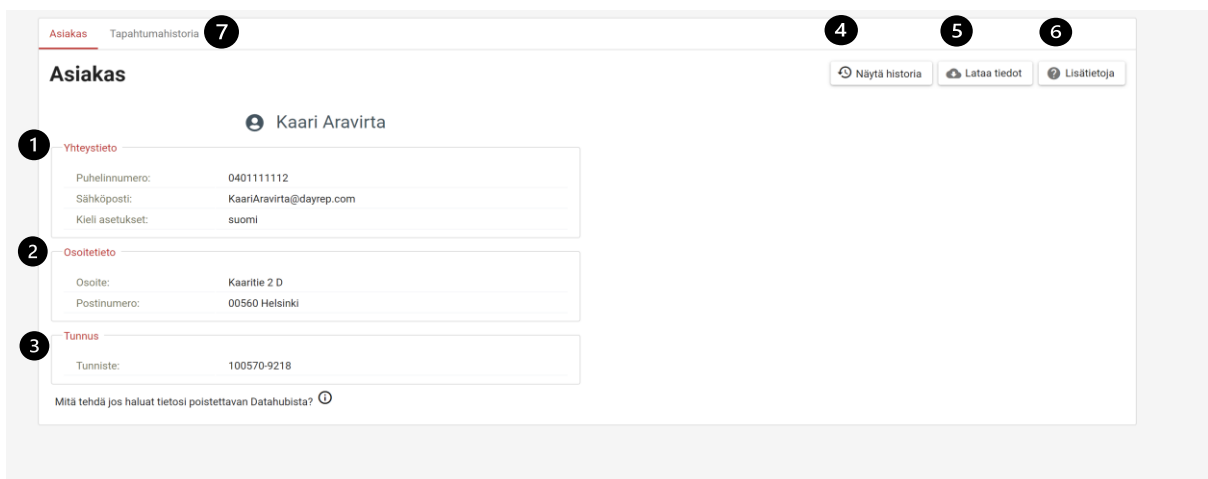 Asiakas Tapahtumahistoria 7 4 5 6
Asiakas Näytä historia Lataa tiedot Lisätietoja
Kaari Aravirta
1 Yhteystieto
Puhelinnumero: 0401111112
Sähköposti: KaariAravirta@dayrep.com
Kieli asetukset: suomi
2 Osoitetieto
Osoite: Kaaritie 2 D
Postinumero: 00560 Helsinki
3 Tunnus
Tunniste: 100570-9218
Mitä tehdä jos haluat tietosi poistettavan Datahubista?